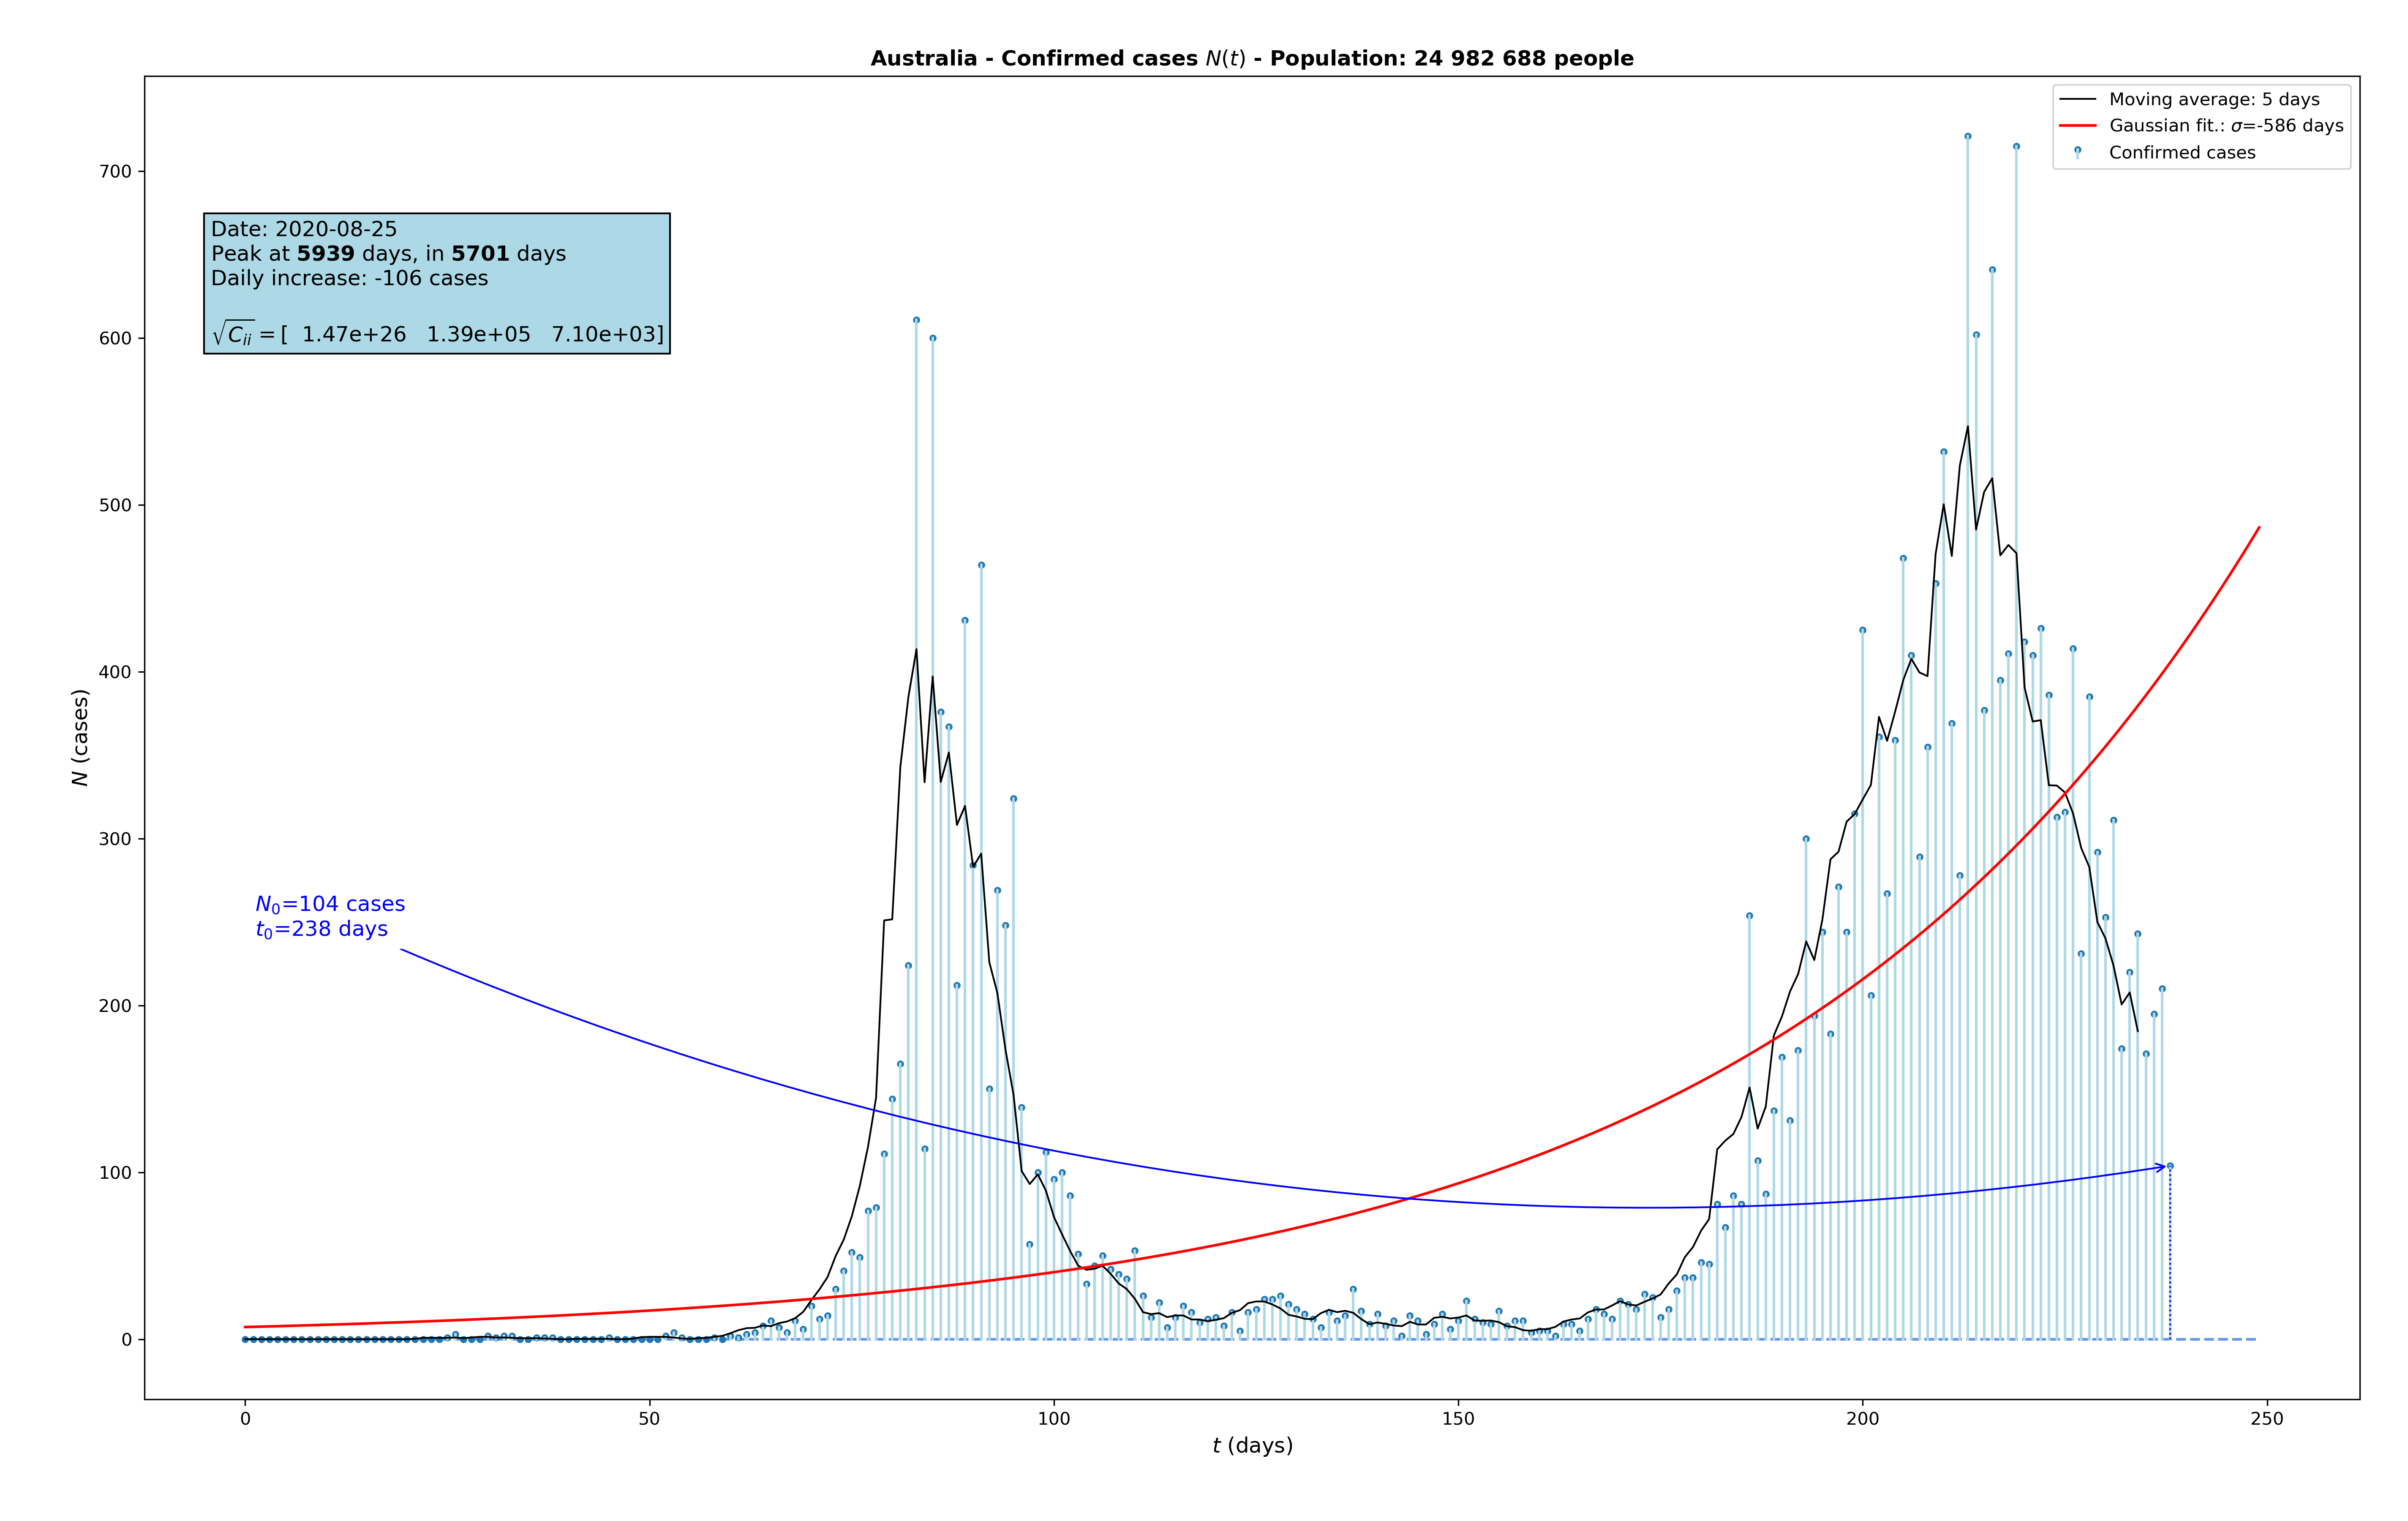 Australia - Confirmed cases N(t) - Population: 24 982 688 people
Moving average: 5 days
Gaussian fit.: σ=-586 days
Confirmed cases
Date: 2020-08-25
Peak at 5939 days, in 5701 days
Daily increase: -106 cases
√Cᵢᵢ = [ 1.47e+26 1.39e+05 7.10e+03]
N₀=104 cases
t₀=238 days
N (cases)
700
600
500
400
300
200
100
0
0 50 100 150 200 250
t (days)